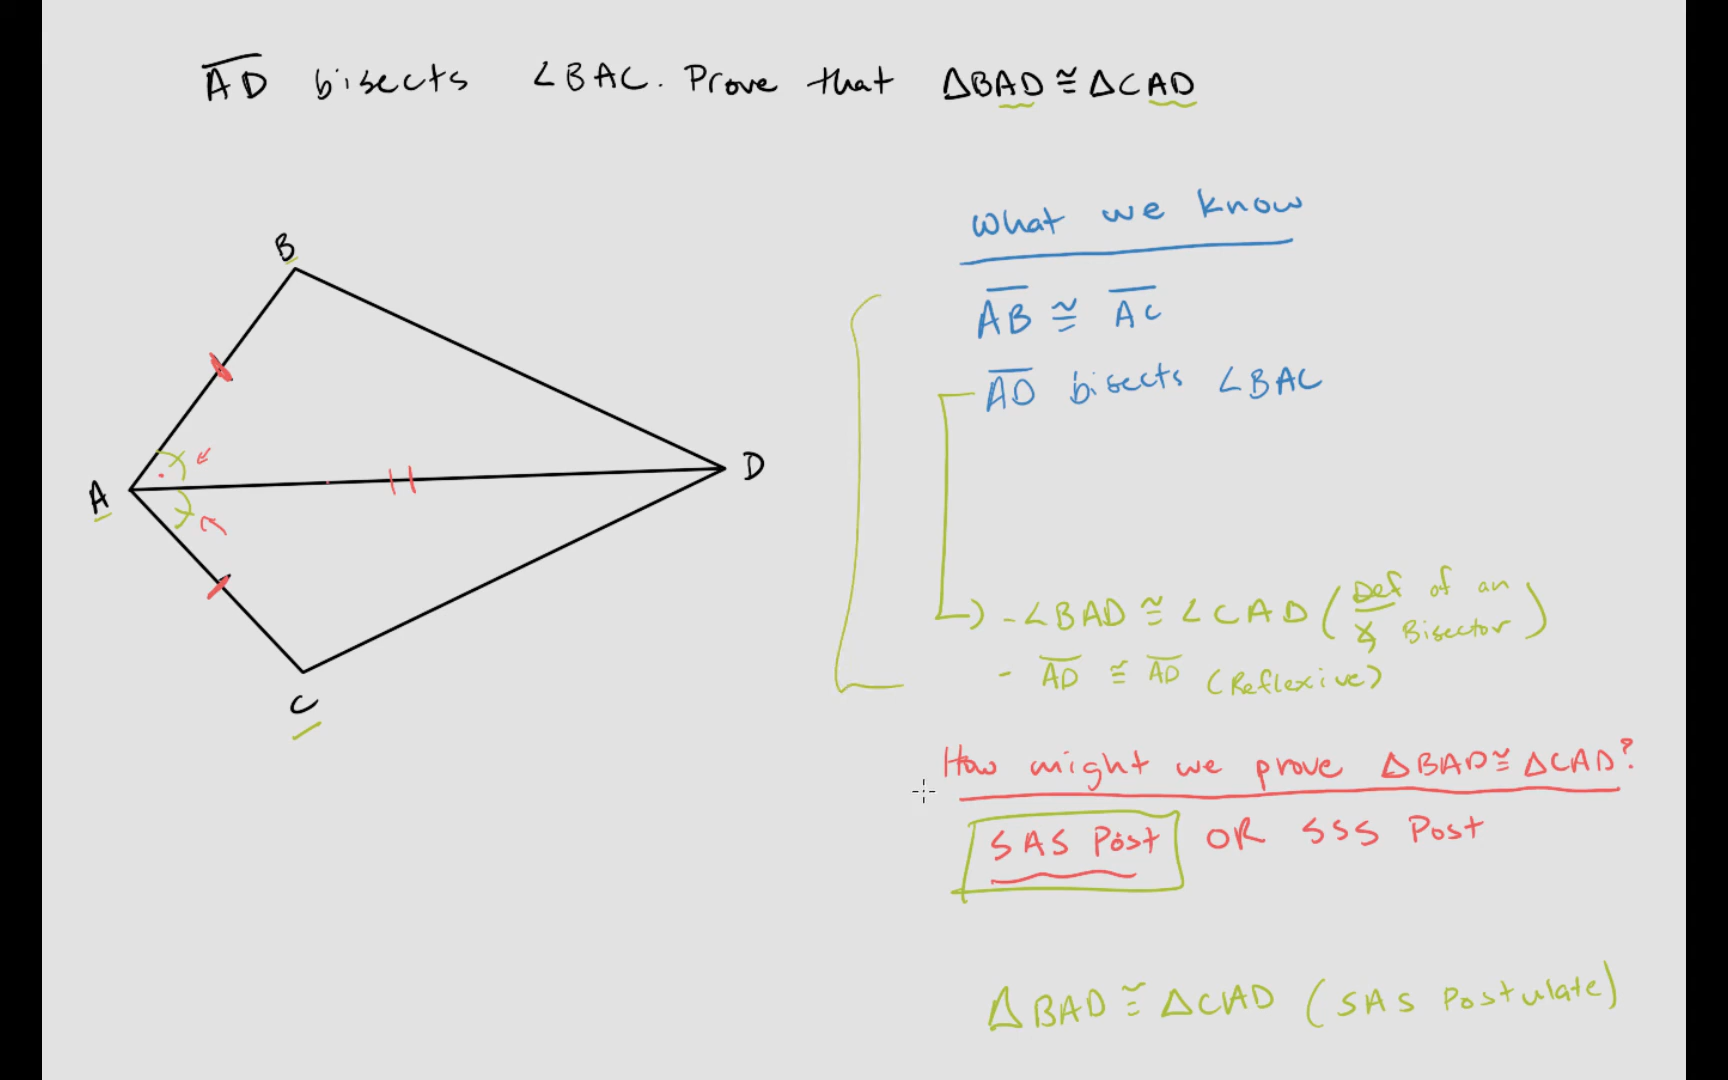 AD bisects ∠BAC. Prove that ΔBAD ≅ ΔCAD
What we know
B
AB ≅ AC
AD bisects ∠BAC
D
A
- ∠BAD ≅ ∠CAD (Def of an ∡ Bisector)
- AD ≅ AD (Reflexive)
C
How might we prove ΔBAD ≅ ΔCAD?
SAS Post OR SSS Post
ΔBAD ≅ ΔCAD (SAS Postulate)